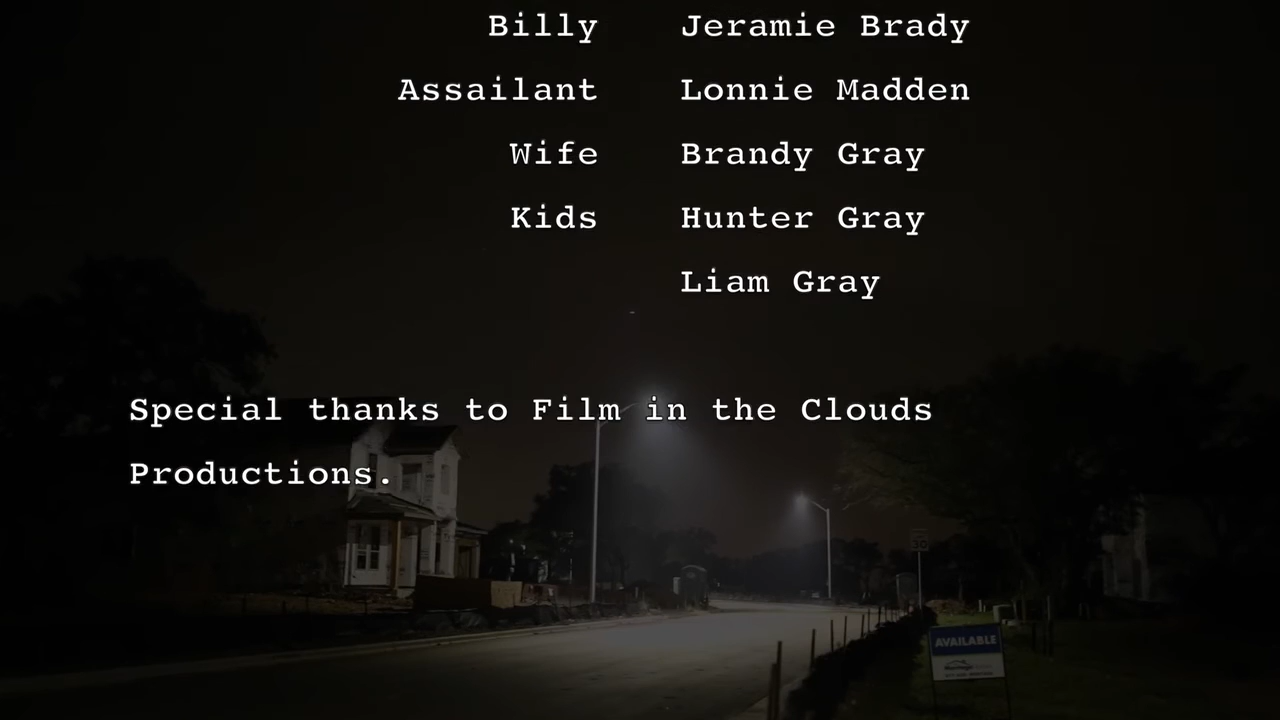 Billy Jeramie Brady
Assailant Lonnie Madden
Wife Brandy Gray
Kids Hunter Gray
Liam Gray
Special thanks to Film in the Clouds
Productions.
30
AVAILABLE